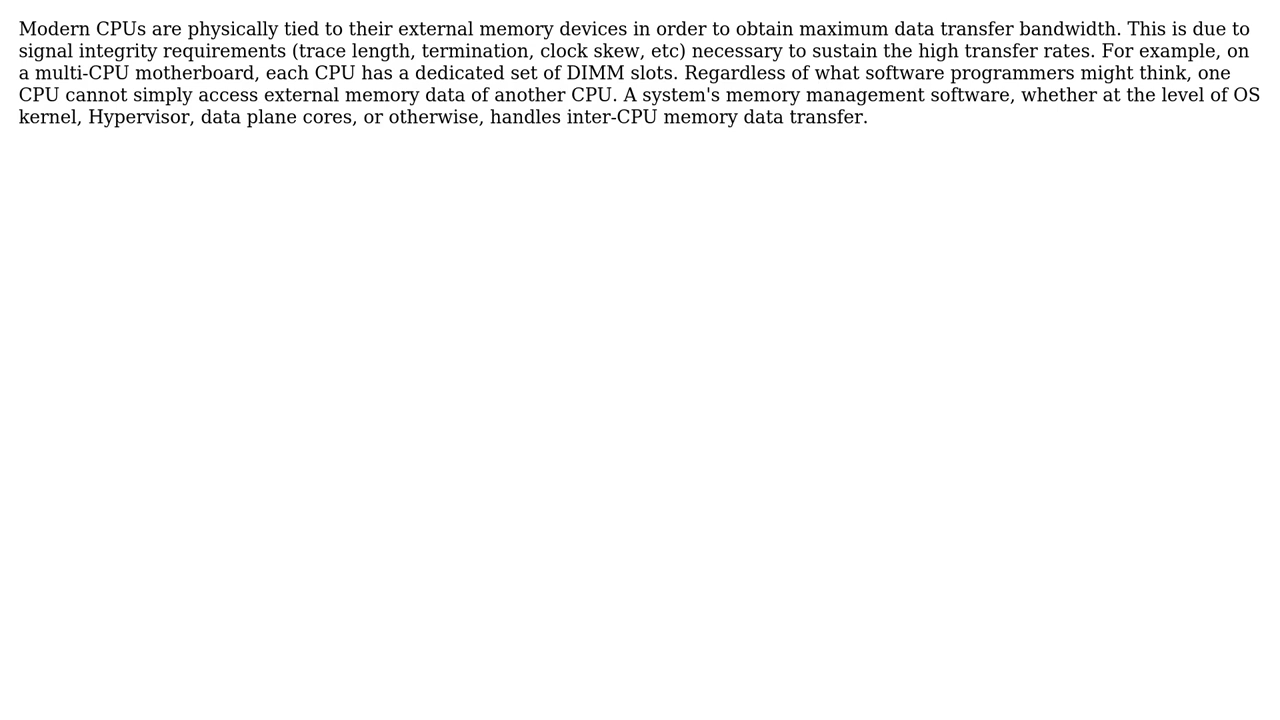 Modern CPUs are physically tied to their external memory devices in order to obtain maximum data transfer bandwidth. This is due to
signal integrity requirements (trace length, termination, clock skew, etc) necessary to sustain the high transfer rates. For example, on
a multi-CPU motherboard, each CPU has a dedicated set of DIMM slots. Regardless of what software programmers might think, one
CPU cannot simply access external memory data of another CPU. A system's memory management software, whether at the level of OS
kernel, Hypervisor, data plane cores, or otherwise, handles inter-CPU memory data transfer.